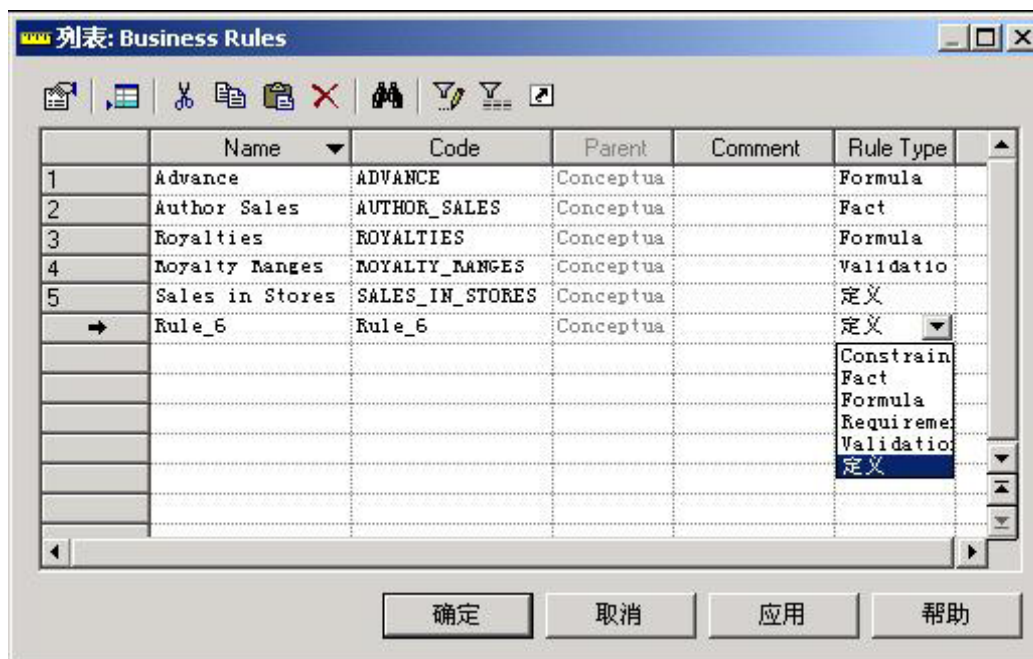 列表: Business Rules
Name Code Parent Comment Rule Type
1 Advance ADVANCE Conceptua Formula
2 Author Sales AUTHOR_SALES Conceptua Fact
3 Royalties ROYALTIES Conceptua Formula
4 Royalty Ranges ROYALTY_RANGES Conceptua Validatio
5 Sales in Stores SALES_IN_STORES Conceptua 定义
Rule_6 Rule_6 Conceptua 定义
Constrain
Fact
Formula
Requireme
Validatio
定义
确定 取消 应用 帮助